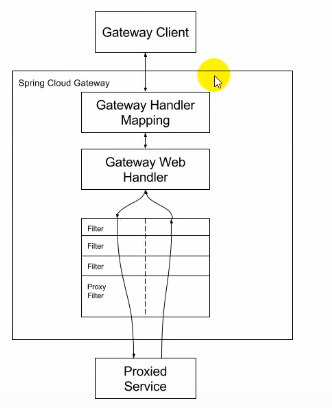 Gateway Client
Spring Cloud Gateway
Gateway Handler
Mapping
Gateway Web
Handler
Filter
Filter
Filter
Proxy
Filter
Proxied
Service